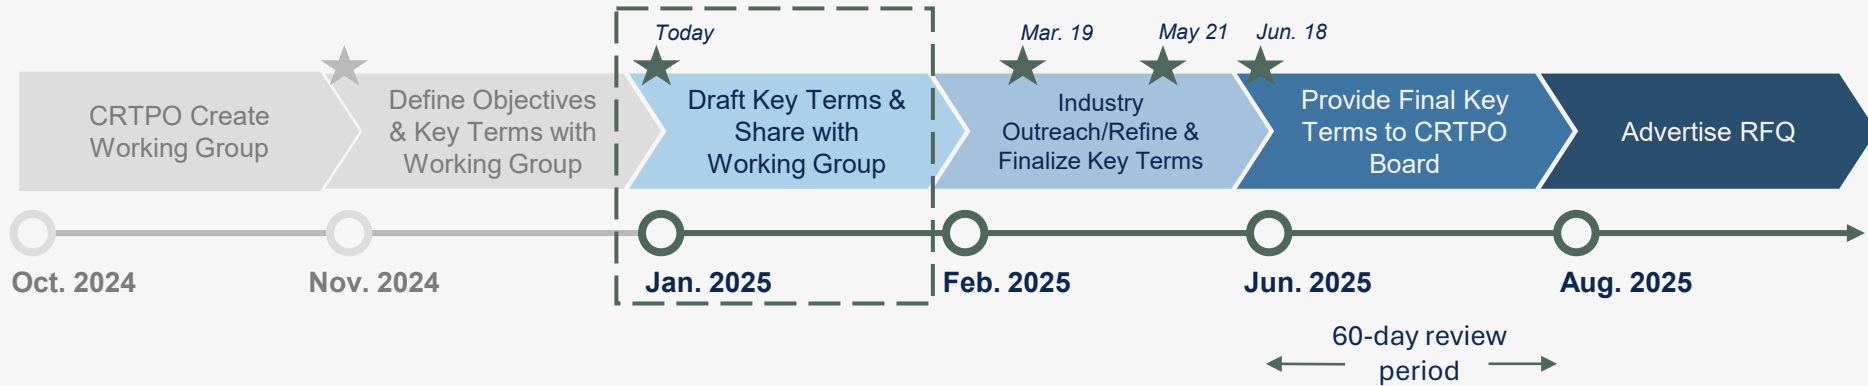 Today
Mar. 19
May 21
Jun. 18
CRTPO Create
Working Group
Define Objectives
& Key Terms with
Working Group
Draft Key Terms &
Share with
Working Group
Industry
Outreach/Refine &
Finalize Key Terms
Provide Final Key
Terms to CRTPO
Board
Advertise RFQ
Oct. 2024
Nov. 2024
Jan. 2025
Feb. 2025
Jun. 2025
Aug. 2025
60-day review
period